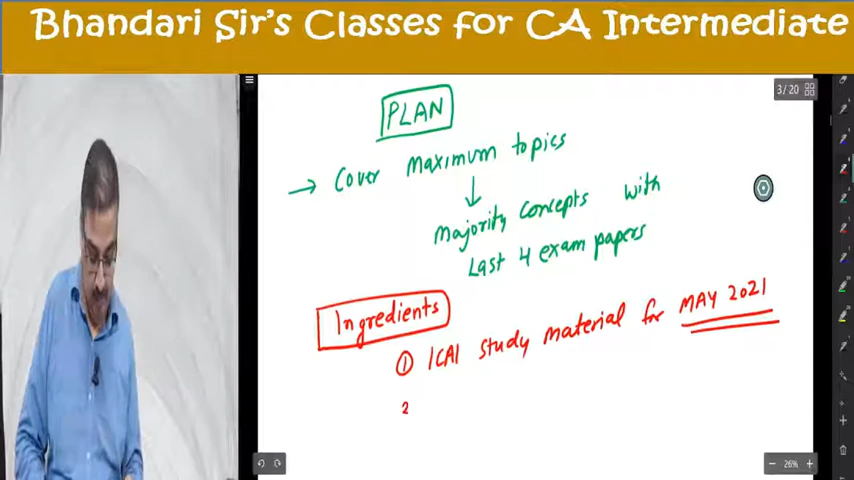 Bhandari Sir's Classes for CA Intermediate
3/20
PLAN
→ Cover Maximum topics
↓
Majority concepts with
Last 4 exam papers
Ingredients
① ICAI study material for MAY 2021
2
26%